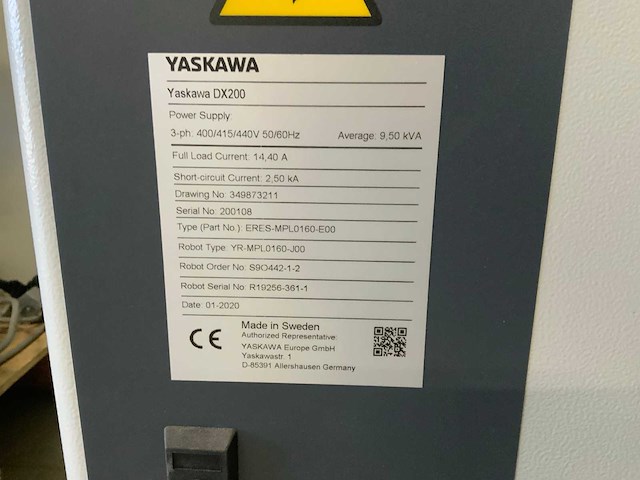 YASKAWA
Yaskawa DX200
Power Supply:
3-ph: 400/415/440V 50/60Hz Average: 9,50 kVA
Full Load Current: 14,40 A
Short-circuit Current: 2,50 kA
Drawing No: 349873211
Serial No: 200108
Type (Part No.): ERES-MPL0160-E00
Robot Type: YR-MPL0160-J00
Robot Order No: S9O442-1-2
Robot Serial No: R19256-361-1
Date: 01-2020
CE
Made in Sweden
Authorized Representative:
YASKAWA Europe GmbH
Yaskawastr. 1
D-85391 Allershausen Germany